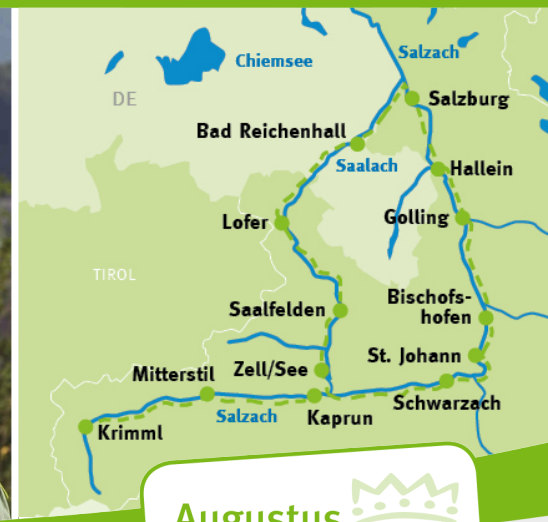 Chiemsee
Salzach
DE
Salzburg
Bad Reichenhall
Saalach
Hallein
Lofer
Golling
TIROL
Bischofs-
hofen
Saalfelden
St. Johann
Mitterstil
Zell/See
Schwarzach
Salzach
Kaprun
Krimml
Augustus